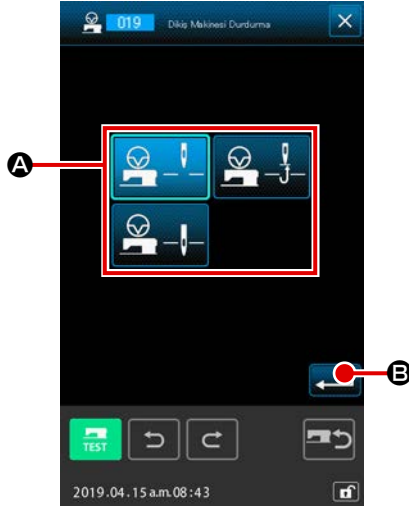 019 Dikiş Makinesi Durdurma
A
B
TEST
2019.04.15 a.m. 08:43